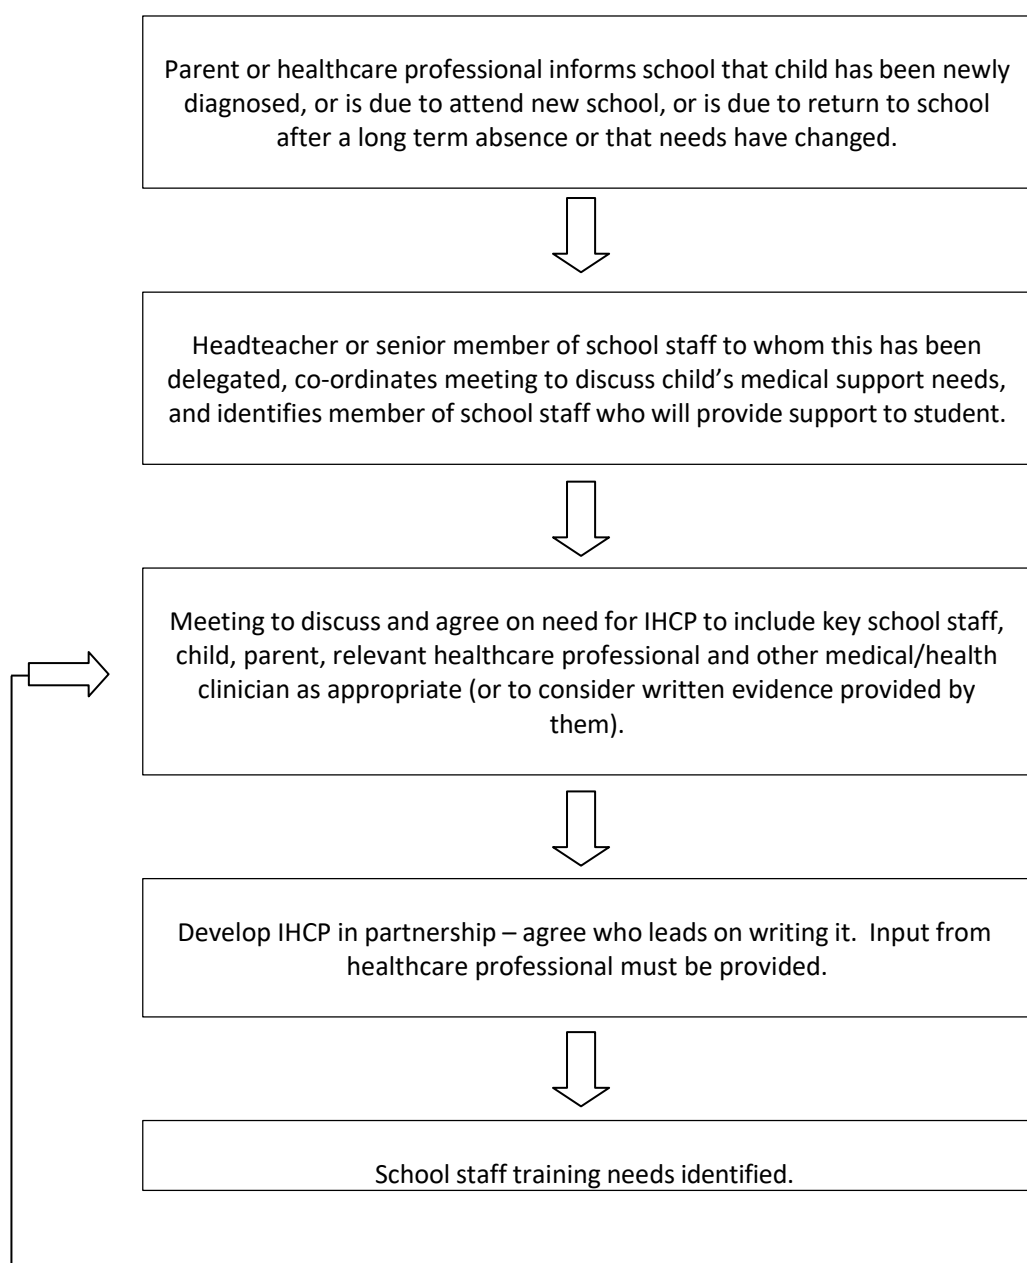 Parent or healthcare professional informs school that child has been newly
diagnosed, or is due to attend new school, or is due to return to school
after a long term absence or that needs have changed.
Headteacher or senior member of school staff to whom this has been
delegated, co-ordinates meeting to discuss child’s medical support needs,
and identifies member of school staff who will provide support to student.
Meeting to discuss and agree on need for IHCP to include key school staff,
child, parent, relevant healthcare professional and other medical/health
clinician as appropriate (or to consider written evidence provided by
them).
Develop IHCP in partnership – agree who leads on writing it.  Input from
healthcare professional must be provided.
School staff training needs identified.